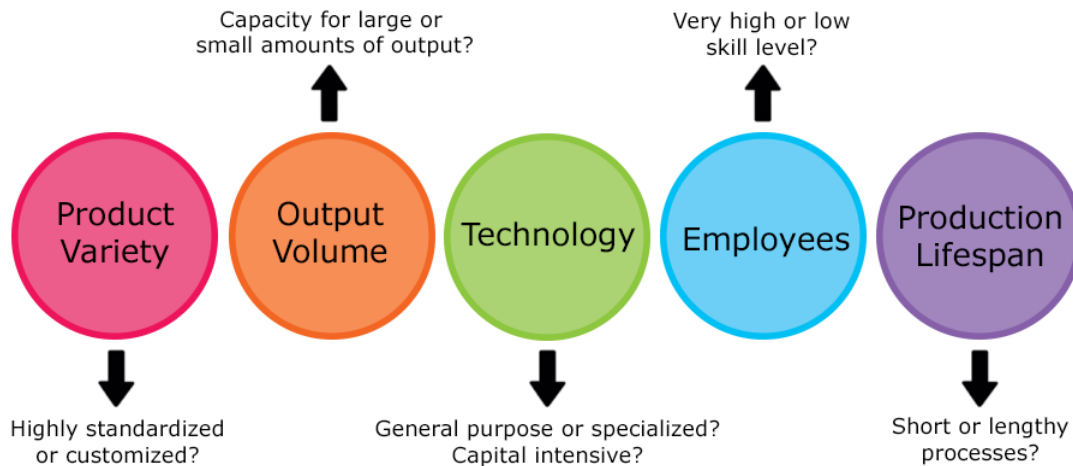 Capacity for large or
small amounts of output?
Very high or low
skill level?
Product
Variety
Output
Volume
Technology
Employees
Production
Lifespan
Highly standardized
or customized?
General purpose or specialized?
Capital intensive?
Short or lengthy
processes?